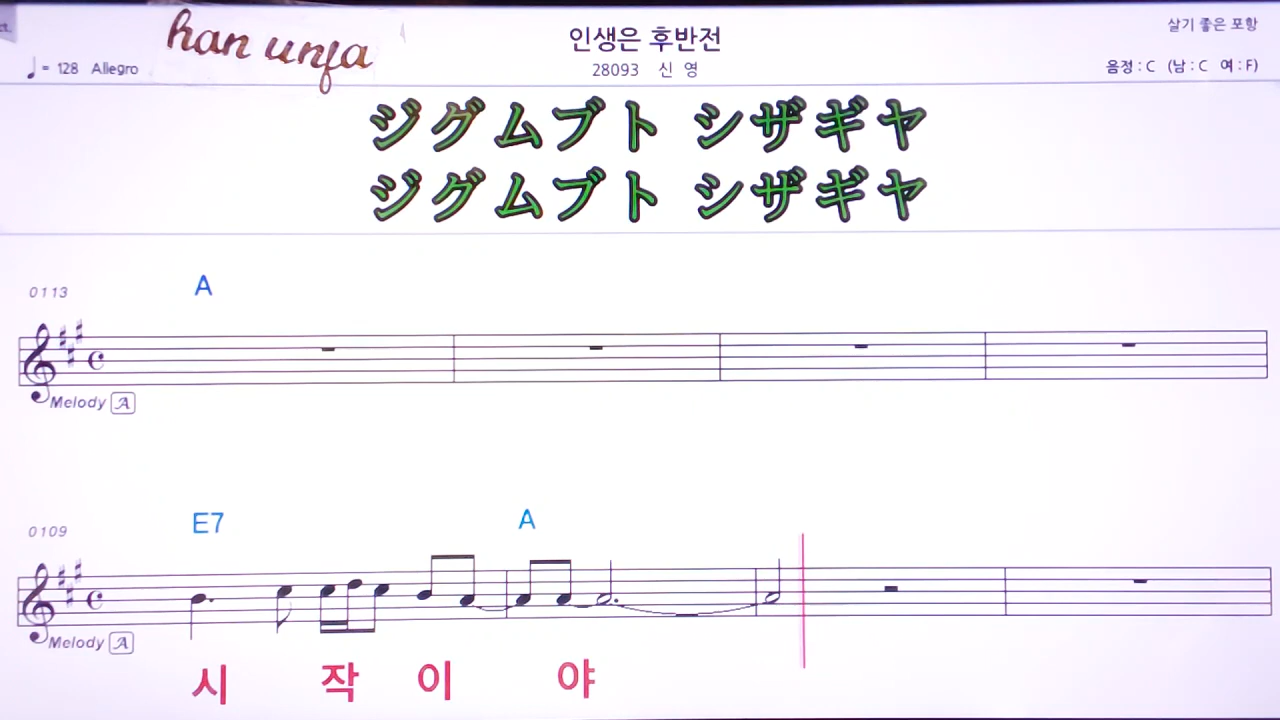 ct.
han unja
인생은 후반전
살기 좋은 포항
♩= 128 Allegro
28093 신 영
음정 : C (남 : C 여 : F)
ジグムブト シザギヤ
ジグムブト シザギヤ
0113
A
Melody A
0109
E7 A
Melody A
시 작 이 야